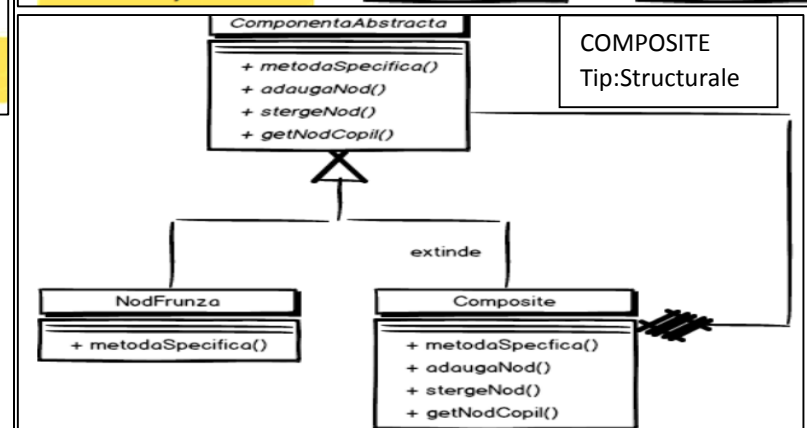 ComponentaAbstracta
+ metodaSpecifica()
+ adaugaNod()
+ stergeNod()
+ getNodCopil()
COMPOSITE
Tip:Structurale
extinde
NodFrunza
+ metodaSpecifica()
Composite
+ metodaSpecfica()
+ adaugaNod()
+ stergeNod()
+ getNodCopil()